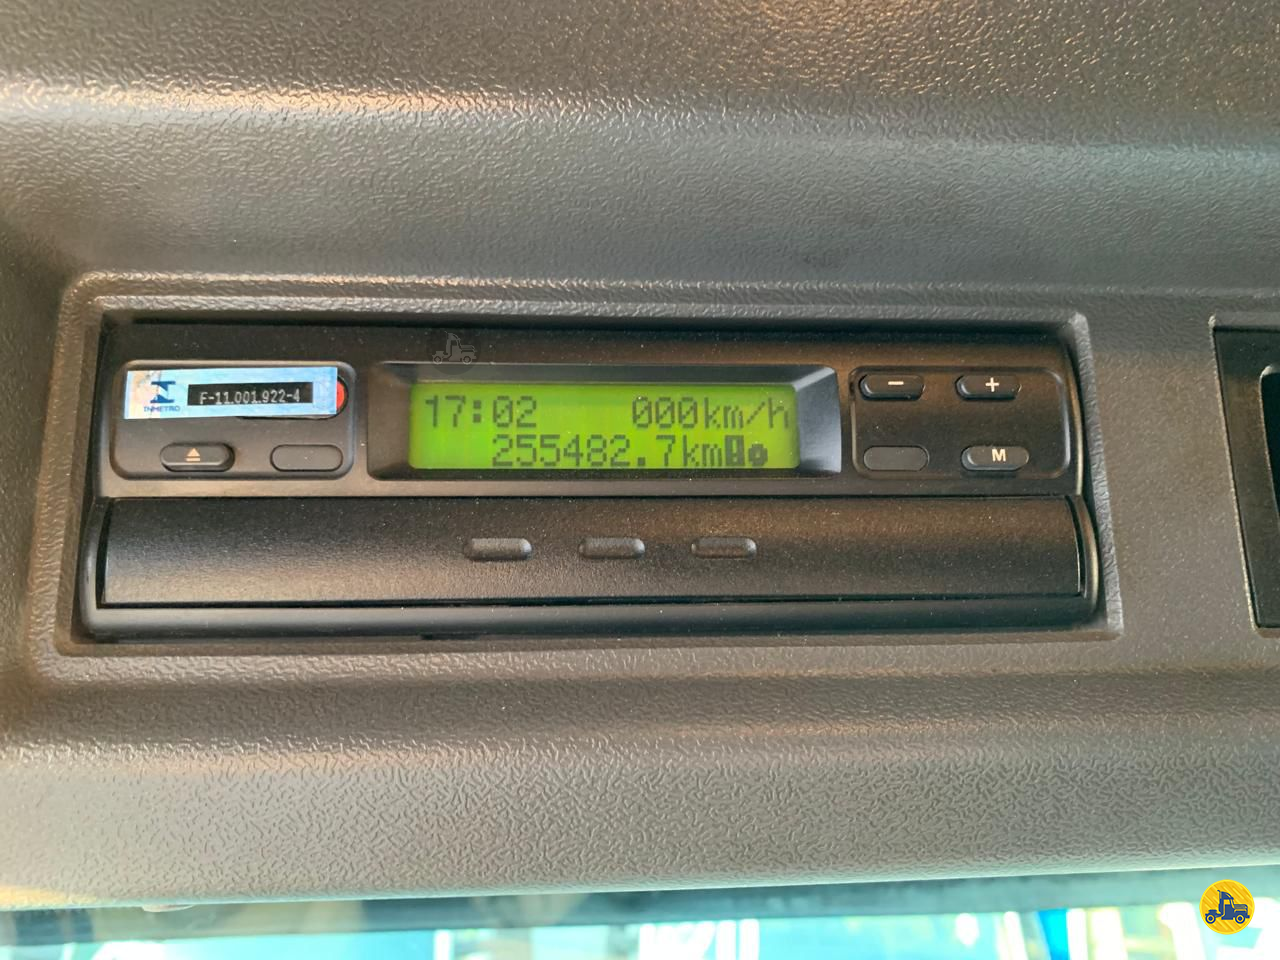 INMETRO
F-11.001.922-4
17:02 000km/h
255482.7km
− +
M